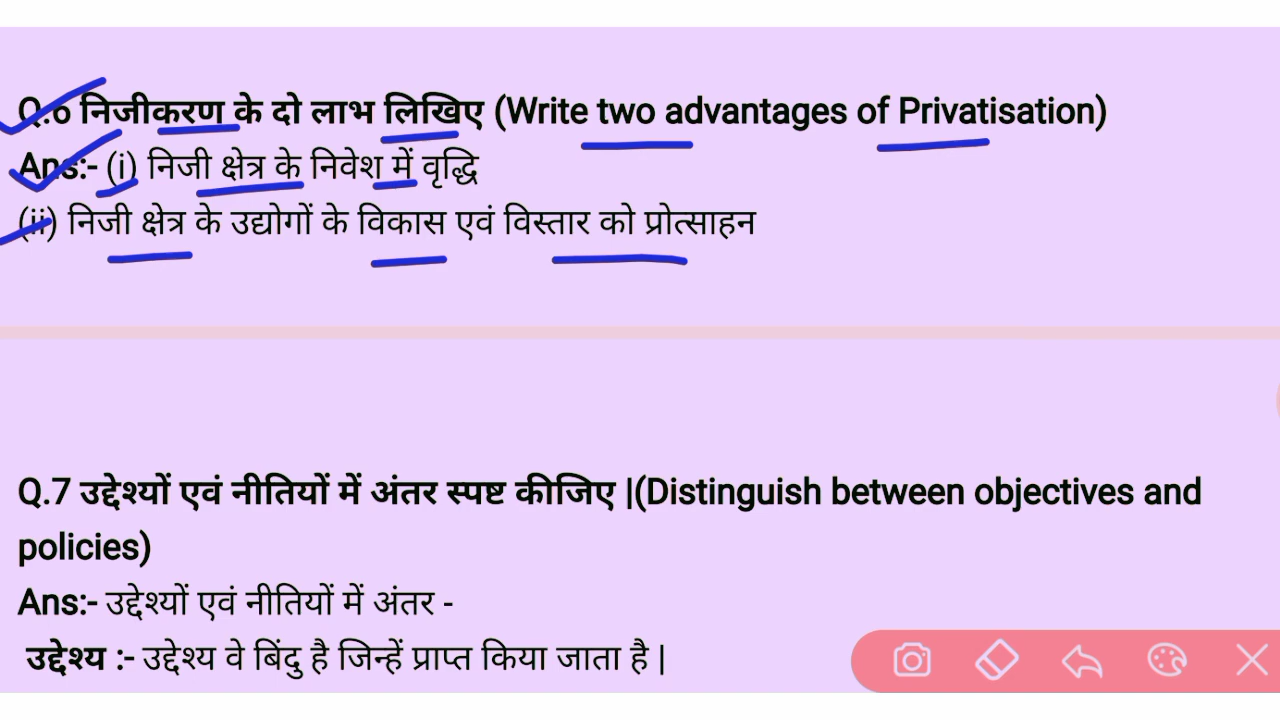 Q.6 निजीकरण के दो लाभ लिखिए (Write two advantages of Privatisation)
Ans:- (i) निजी क्षेत्र के निवेश में वृद्धि
(ii) निजी क्षेत्र के उद्योगों के विकास एवं विस्तार को प्रोत्साहन
Q.7 उद्देश्यों एवं नीतियों में अंतर स्पष्ट कीजिए |(Distinguish between objectives and
policies)
Ans:- उद्देश्यों एवं नीतियों में अंतर -
उद्देश्य :- उद्देश्य वे बिंदु है जिन्हें प्राप्त किया जाता है |